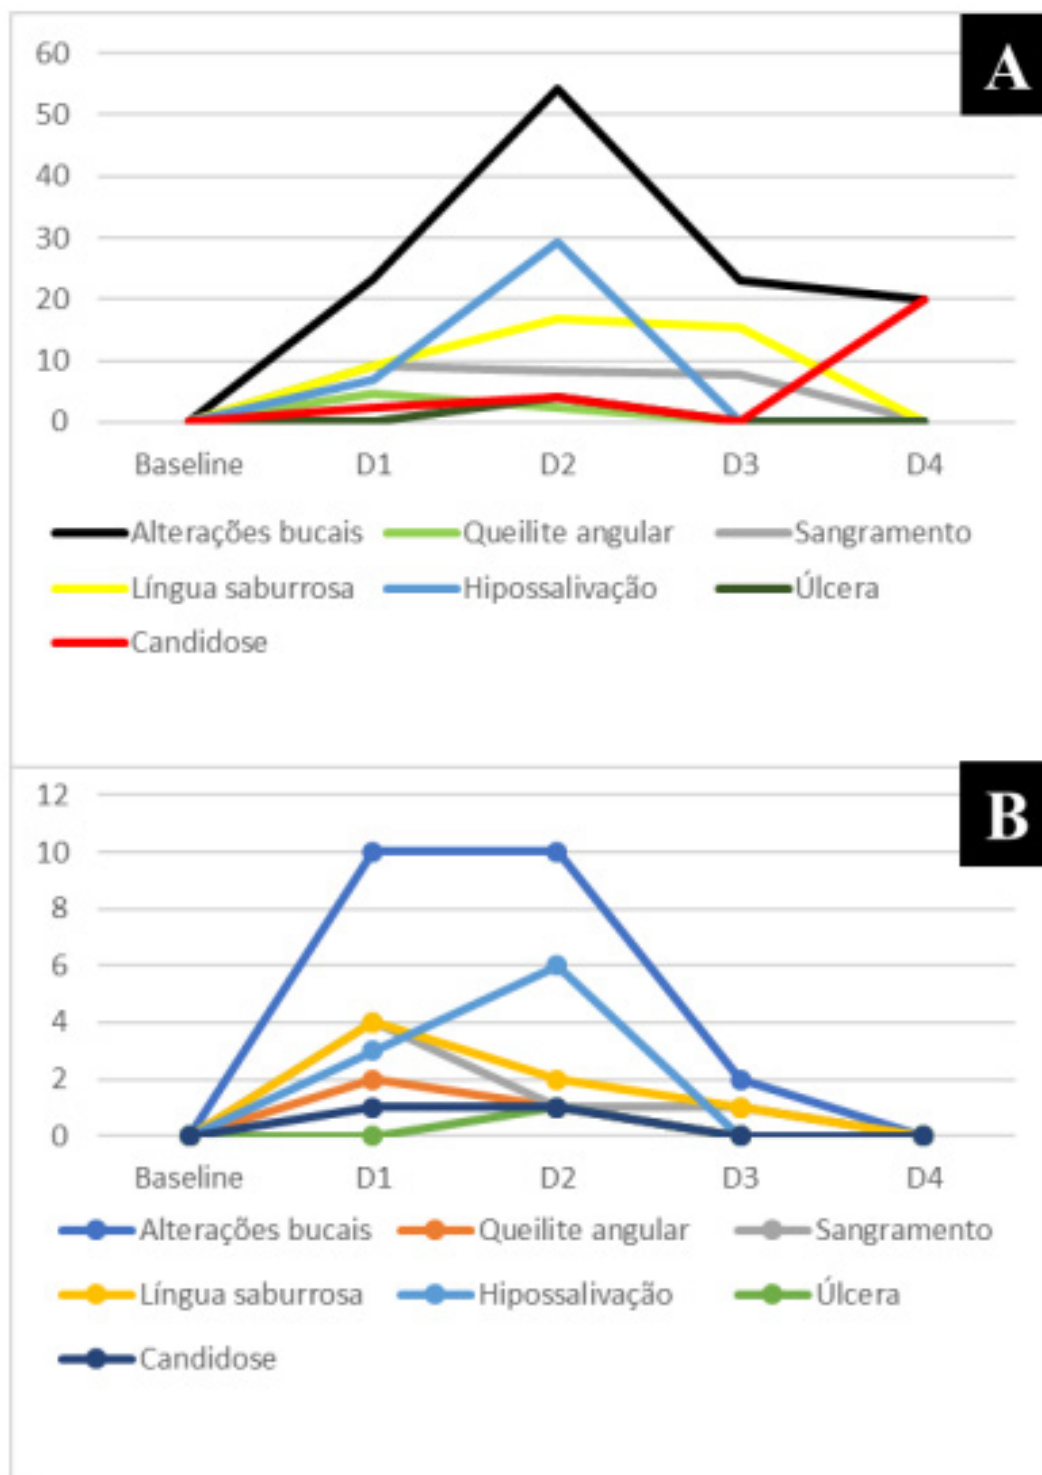 A
60
50
40
30
20
10
0
Baseline D1 D2 D3 D4
Alterações bucais Queilite angular Sangramento
Língua saburrosa Hipossalivação Úlcera
Candidose
B
12
10
8
6
4
2
0
Baseline D1 D2 D3 D4
Alterações bucais Queilite angular Sangramento
Língua saburrosa Hipossalivação Úlcera
Candidose